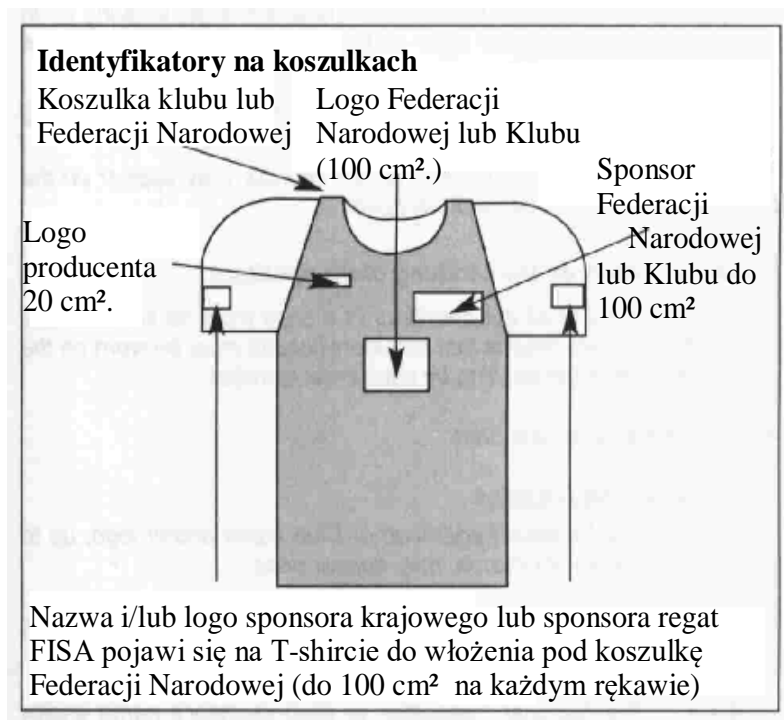 Identyfikatory na koszulkach
Koszulka klubu lub
Federacji Narodowej
Logo Federacji
Narodowej lub Klubu
(100 cm².)
Sponsor
Federacji
Narodowej
lub Klubu do
100 cm²
Logo
producenta
20 cm².
Nazwa i/lub logo sponsora krajowego lub sponsora regat
FISA pojawi się na T-shircie do włożenia pod koszulkę
Federacji Narodowej (do 100 cm² na każdym rękawie)